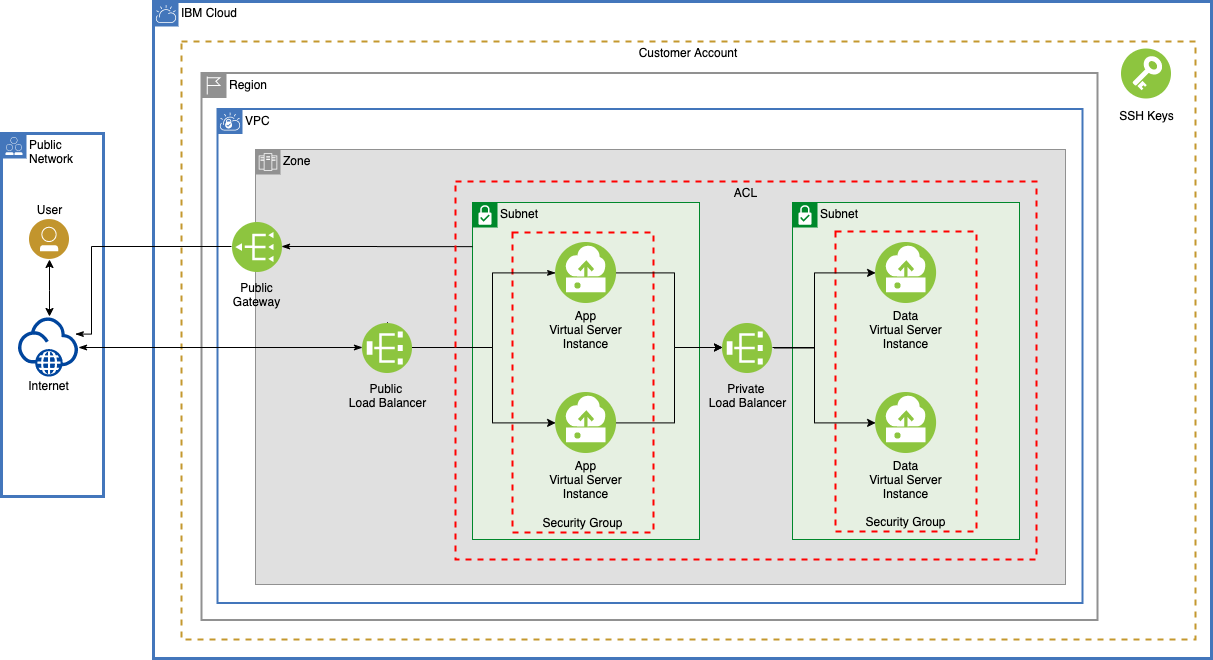 IBM Cloud
Customer Account
SSH Keys
Region
VPC
Public
Network
Zone
ACL
User
Subnet
Subnet
Public
Gateway
App
Virtual Server
Instance
Data
Virtual Server
Instance
Internet
Public
Load Balancer
Private
Load Balancer
App
Virtual Server
Instance
Data
Virtual Server
Instance
Security Group
Security Group